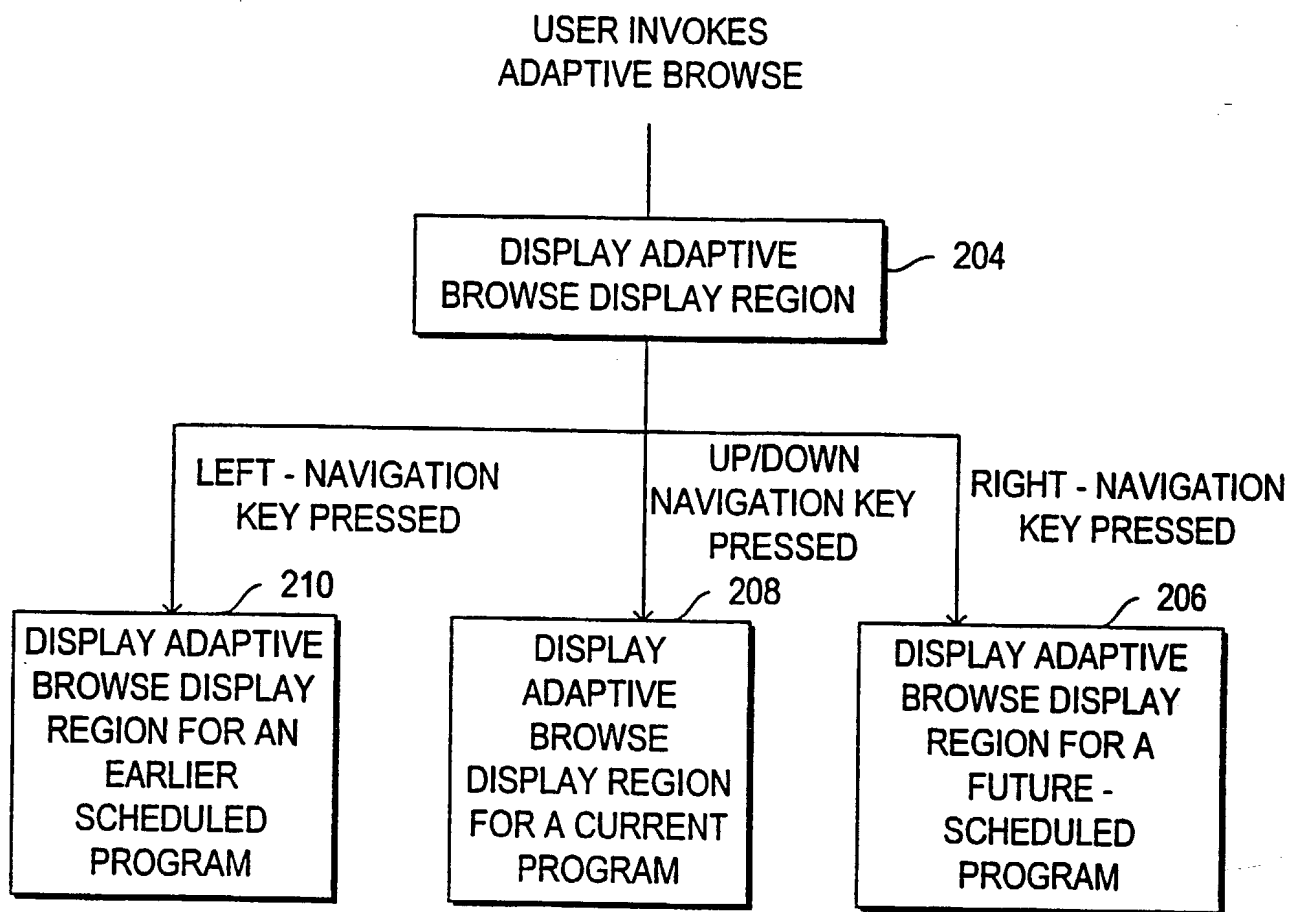 USER INVOKES
ADAPTIVE BROWSE
DISPLAY ADAPTIVE
BROWSE DISPLAY REGION
204
LEFT - NAVIGATION
KEY PRESSED
UP/DOWN
NAVIGATION KEY
PRESSED
RIGHT - NAVIGATION
KEY PRESSED
210
DISPLAY ADAPTIVE
BROWSE DISPLAY
REGION FOR AN
EARLIER
SCHEDULED
PROGRAM
208
DISPLAY
ADAPTIVE
BROWSE
DISPLAY REGION
FOR A CURRENT
PROGRAM
206
DISPLAY ADAPTIVE
BROWSE DISPLAY
REGION FOR A
FUTURE -
SCHEDULED
PROGRAM